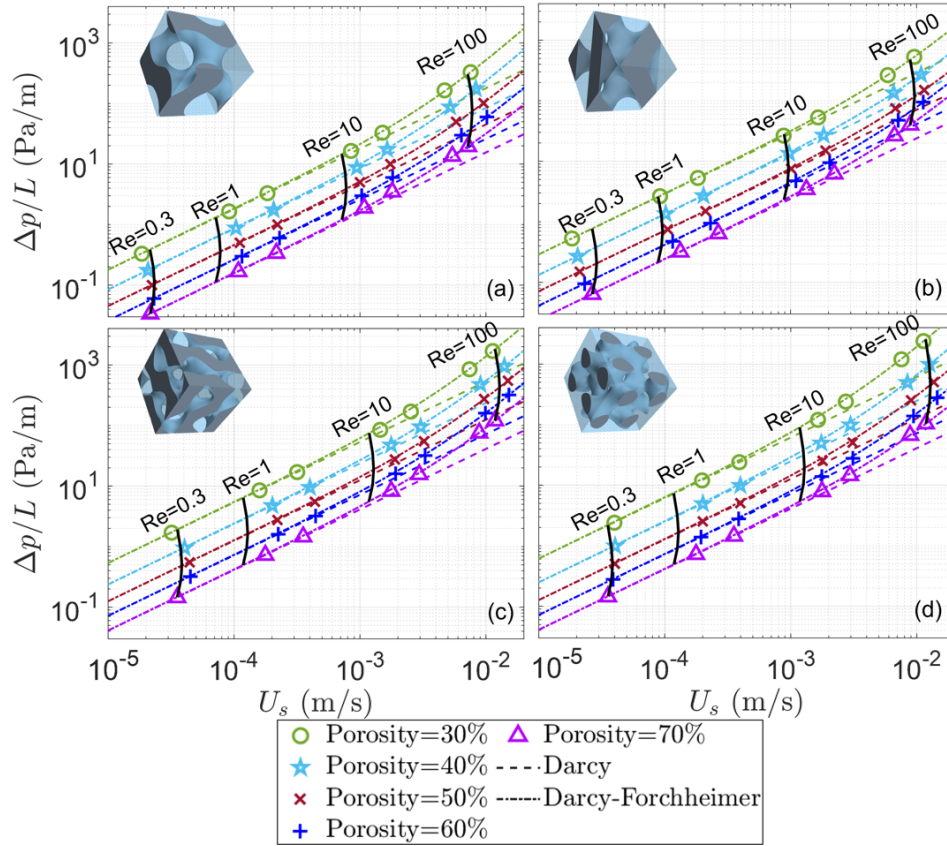 Re=100
Re=10
Re=1
Re=0.3
10^3
10^1
10^-1
Δp/L (Pa/m)
(a)
Re=100
Re=10
Re=1
Re=0.3
(b)
Re=100
Re=10
Re=1
Re=0.3
10^3
10^1
10^-1
Δp/L (Pa/m)
(c)
Re=100
Re=10
Re=1
Re=0.3
(d)
10^-5 10^-4 10^-3 10^-2
10^-5 10^-4 10^-3 10^-2
U_s (m/s)
U_s (m/s)
Porosity=30% Porosity=70%
Porosity=40% Darcy
Porosity=50% Darcy-Forchheimer
Porosity=60%